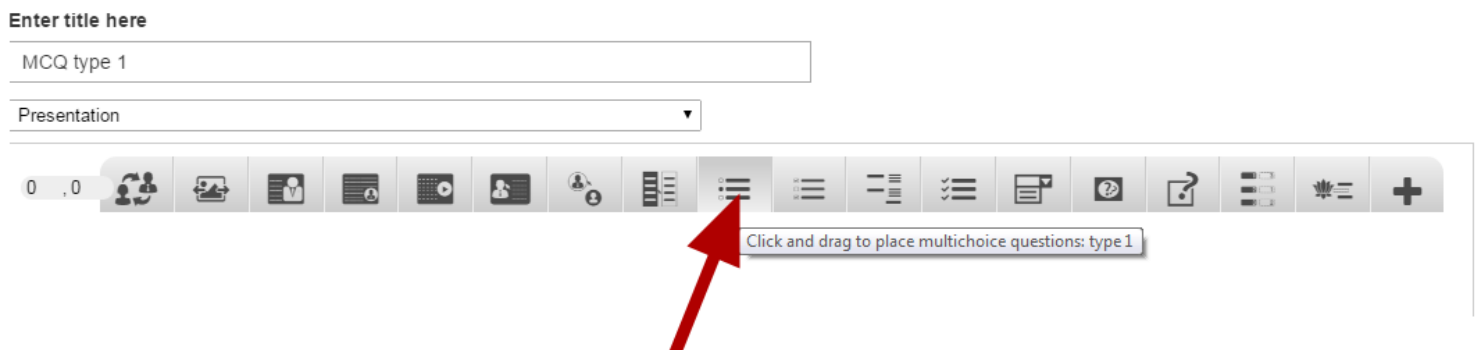 Enter title here
MCQ type 1
Presentation
0 , 0
Click and drag to place multichoice questions: type 1